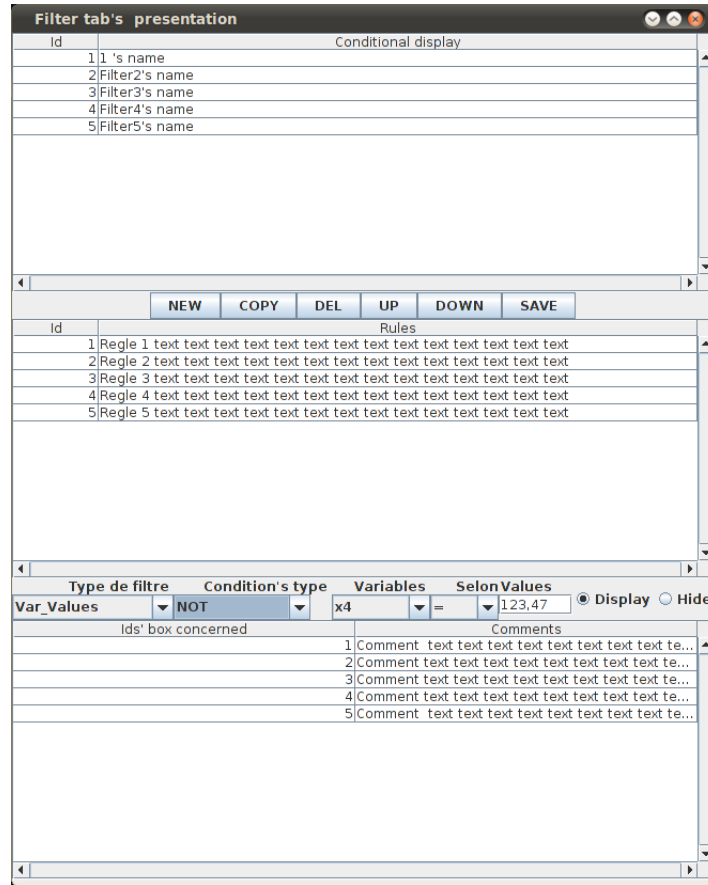 Filter tab's presentation
Id Conditional display
1 1 's name
2 Filter2's name
3 Filter3's name
4 Filter4's name
5 Filter5's name
NEW COPY DEL UP DOWN SAVE
Id Rules
1 Regle 1 text text text text text text text text text text text text text
2 Regle 2 text text text text text text text text text text text text text
3 Regle 3 text text text text text text text text text text text text text
4 Regle 4 text text text text text text text text text text text text text
5 Regle 5 text text text text text text text text text text text text text
Type de filtre Condition's type Variables Selon Values
Var_Values NOT x4 = 123,47 Display Hide
Ids' box concerned Comments
1 Comment text text text text text text text te...
2 Comment text text text text text text text te...
3 Comment text text text text text text text te...
4 Comment text text text text text text text te...
5 Comment text text text text text text text te...